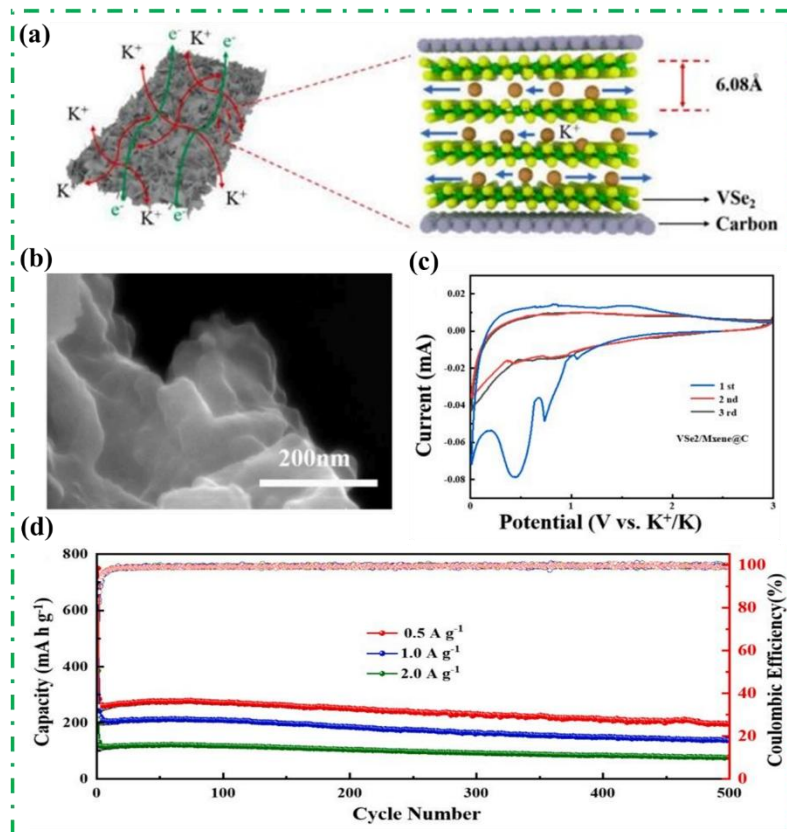 (a)
K⁺
e⁻
K⁺
e⁻
K⁺
K⁺
K⁺
K
K⁺
K⁺
e⁻
K⁺
e⁻
K⁺
6.08Å
VSe₂
Carbon
(b)
200nm
(c)
Current (mA)
0.02
0.00
-0.02
-0.04
-0.06
-0.08
1 st
2 nd
3 rd
VSe2/Mxene@C
0
1
2
3
Potential (V vs. K⁺/K)
(d)
Capacity (mA h g⁻¹)
800
600
400
200
0
0.5 A g⁻¹
1.0 A g⁻¹
2.0 A g⁻¹
100
80
60
40
20
0
Coulombic Efficiency(%)
0
100
200
300
400
500
Cycle Number